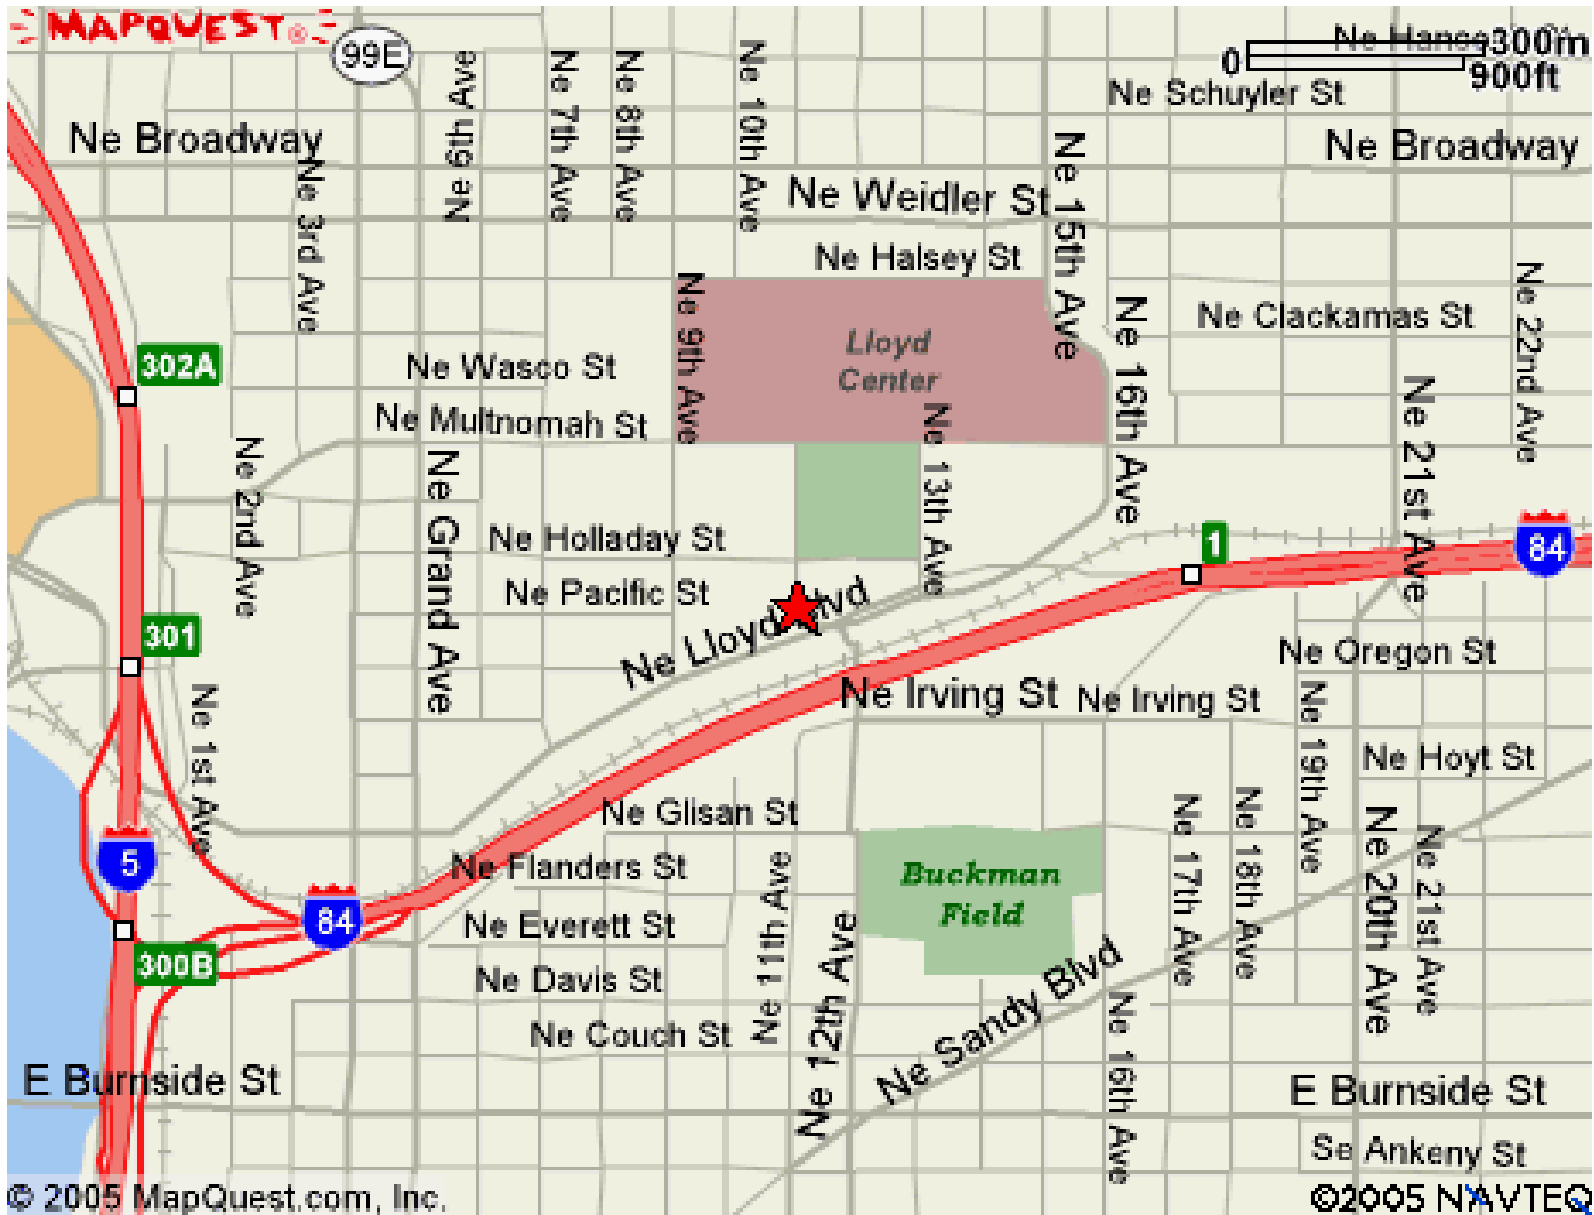 MAPQUEST®
99E
Ne Hanco
300m
0
900ft
Ne Schuyler St
Ne Broadway
Ne Broadway
Ne 3rd Ave
Ne 6th Ave
Ne 7th Ave
Ne 8th Ave
Ne 10th Ave
Ne Weidler St
Ne 15th Ave
Ne Halsey St
Ne 9th Ave
Ne Clackamas St
Ne 22nd Ave
Ne 16th Ave
302A
Ne Wasco St
Lloyd
Center
Ne Multnomah St
Ne 13th Ave
Ne 21st Ave
Ne 2nd Ave
Ne Grand Ave
Ne Holladay St
1
84
Ne Pacific St
Ne Lloyd Blvd
301
Ne Oregon St
Ne Irving St
Ne Irving St
Ne 1st Ave
Ne 19th Ave
Ne Hoyt St
Ne Glisan St
Ne 17th Ave
Ne 18th Ave
Ne 20th Ave
Ne 21st Ave
5
Ne Flanders St
Buckman
Field
84
Ne Everett St
Ne 11th Ave
Ne 12th Ave
300B
Ne Davis St
Ne Sandy Blvd
Ne Couch St
Ne 16th Ave
E Burnside St
E Burnside St
Se Ankeny St
© 2005 MapQuest.com, Inc.
©2005 NAVTEQ